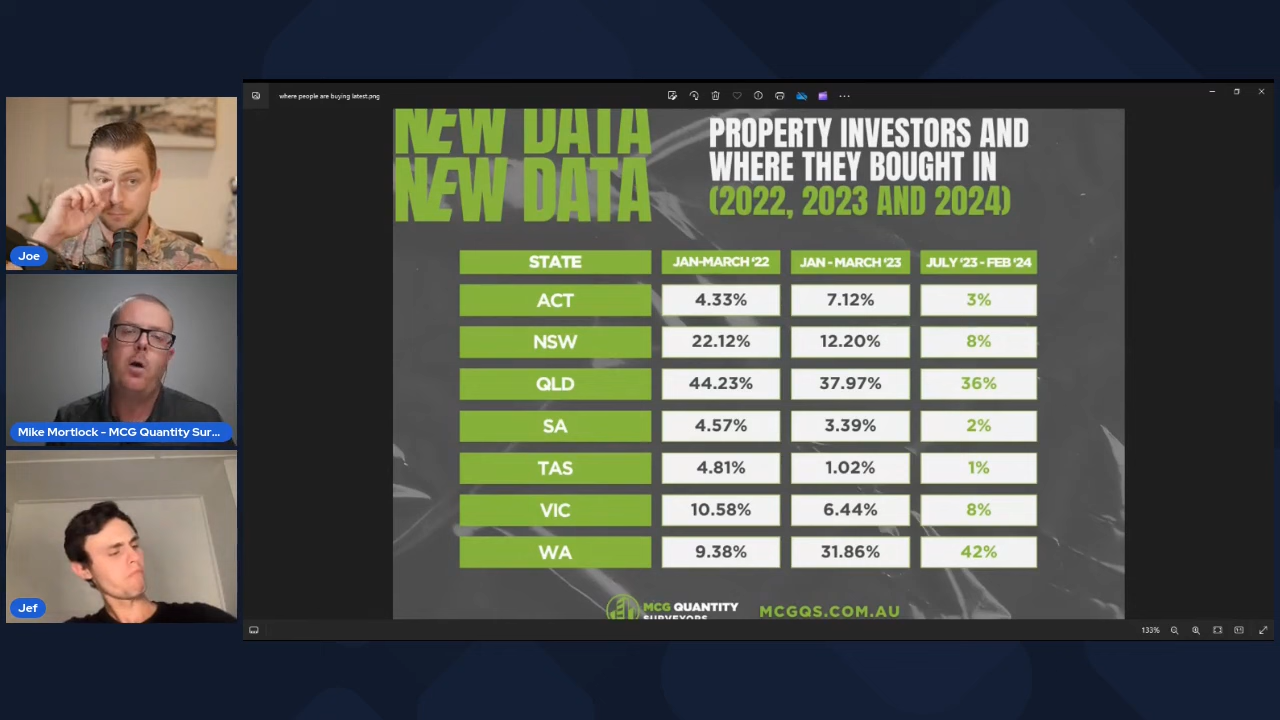 where people are buying latest.png
NEW DATA
NEW DATA
PROPERTY INVESTORS AND
WHERE THEY BOUGHT IN
(2022, 2023 AND 2024)
STATE JAN-MARCH '22 JAN - MARCH '23 JULY '23 - FEB '24
ACT 4.33% 7.12% 3%
NSW 22.12% 12.20% 8%
QLD 44.23% 37.97% 36%
SA 4.57% 3.39% 2%
TAS 4.81% 1.02% 1%
VIC 10.58% 6.44% 8%
WA 9.38% 31.86% 42%
MCG QUANTITY
SURVEYORS
MCGQS.COM.AU
133%
Joe
Mike Mortlock - MCG Quantity Sur...
Jef